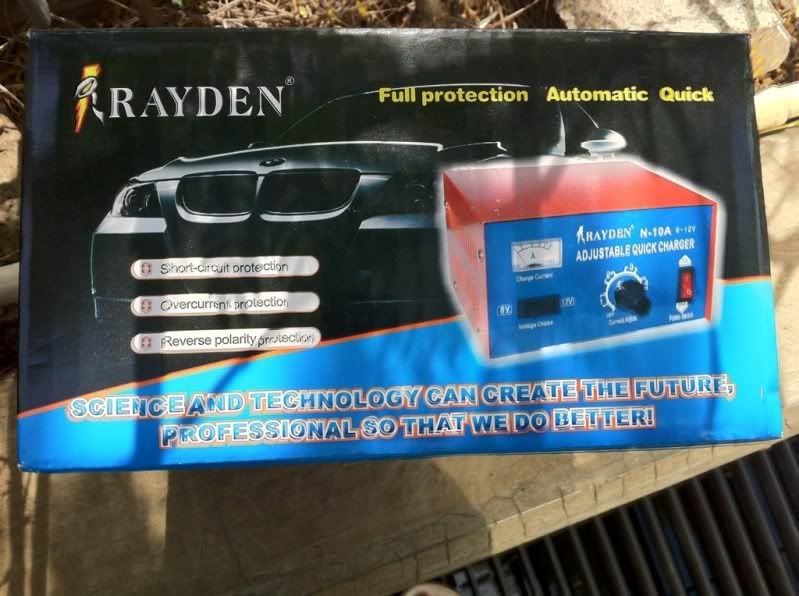 RAYDEN®
Full protection Automatic Quick
Short-circuit protection
Overcurrent protection
Reverse polarity protection
RAYDEN® N-10A 6-12V
ADJUSTABLE QUICK CHARGER
A
Charge Current
6V
12V
Voltage Choice
OFF
Current Adjust
SCIENCE AND TECHNOLOGY CAN CREATE THE FUTURE,
PROFESSIONAL SO THAT WE DO BETTER!